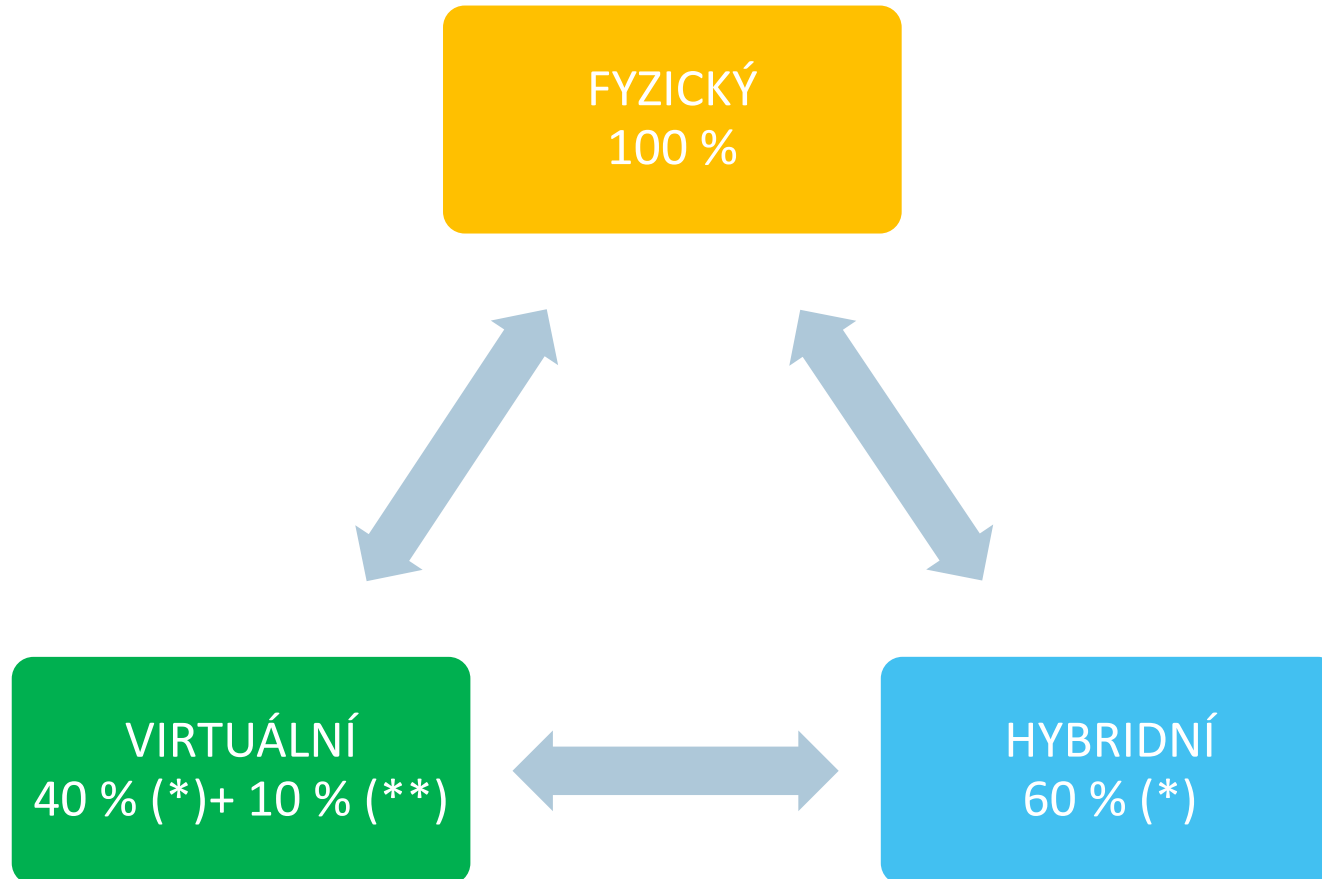 FYZICKÝ
100 %
VIRTUÁLNÍ
40 % (*)+ 10 % (**)
HYBRIDNÍ
60 % (*)